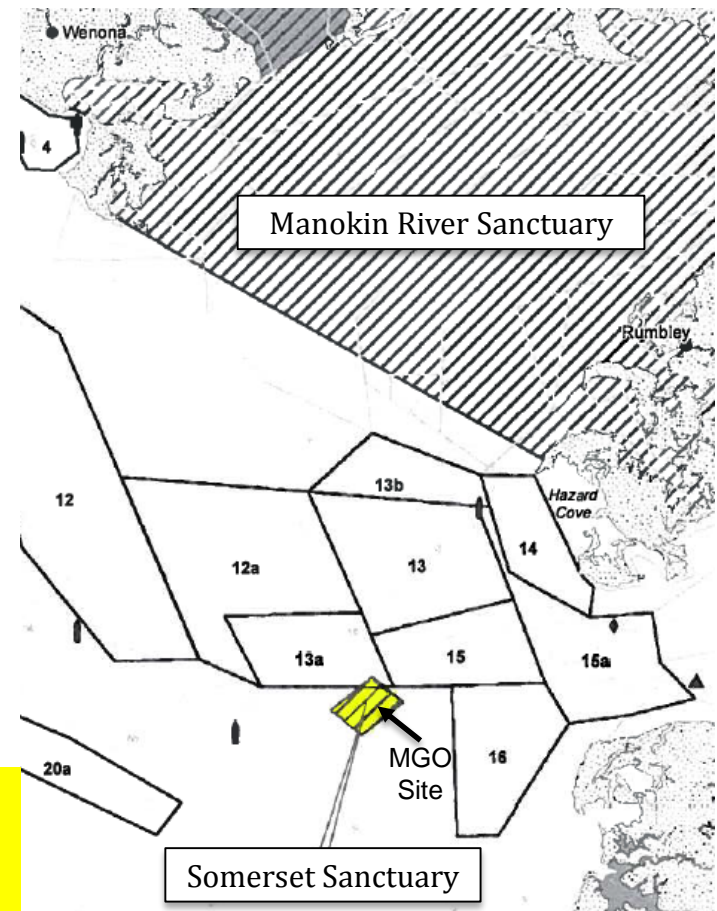 Wenona
4
Manokin River Sanctuary
Rumbley
13b
Hazard
Cove
12
14
12a
13
13a
15
15a
MGO
Site
16
20a
Somerset Sanctuary